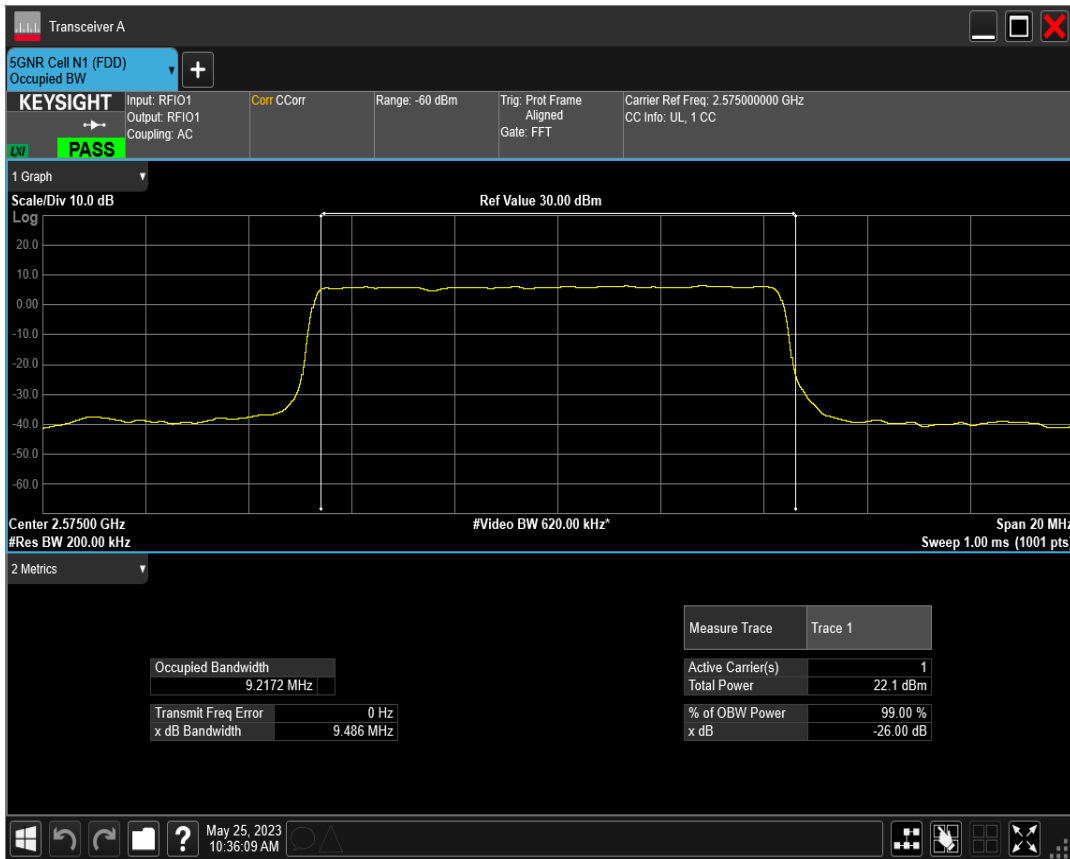 Transceiver A
5GNR Cell N1 (FDD)
Occupied BW
+
KEYSIGHT
LXI
PASS
Input: RFIO1
Output: RFIO1
Coupling: AC
Corr CCorr
Range: -60 dBm
Trig: Prot Frame
Aligned
Gate: FFT
Carrier Ref Freq: 2.575000000 GHz
CC Info: UL, 1 CC
1 Graph
Scale/Div 10.0 dB
Ref Value 30.00 dBm
Log
20.0
10.0
0.00
-10.0
-20.0
-30.0
-40.0
-50.0
-60.0
Center 2.57500 GHz
#Video BW 620.00 kHz*
Span 20 MHz
#Res BW 200.00 kHz
Sweep 1.00 ms (1001 pts)
2 Metrics
Measure Trace Trace 1
Occupied Bandwidth
9.2172 MHz
Active Carrier(s) 1
Total Power 22.1 dBm
Transmit Freq Error 0 Hz
x dB Bandwidth 9.486 MHz
% of OBW Power 99.00 %
x dB -26.00 dB
?
May 25, 2023
10:36:09 AM